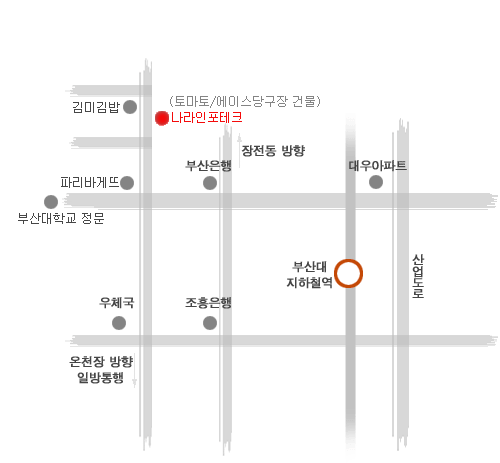 (토마토/에이스당구장 건물)
김미김밥
나라인포테크
장전동 방향
부산은행
대우아파트
파리바게뜨
부산대학교 정문
산업도로
부산대
지하철역
우체국
조흥은행
온천장 방향
일방통행